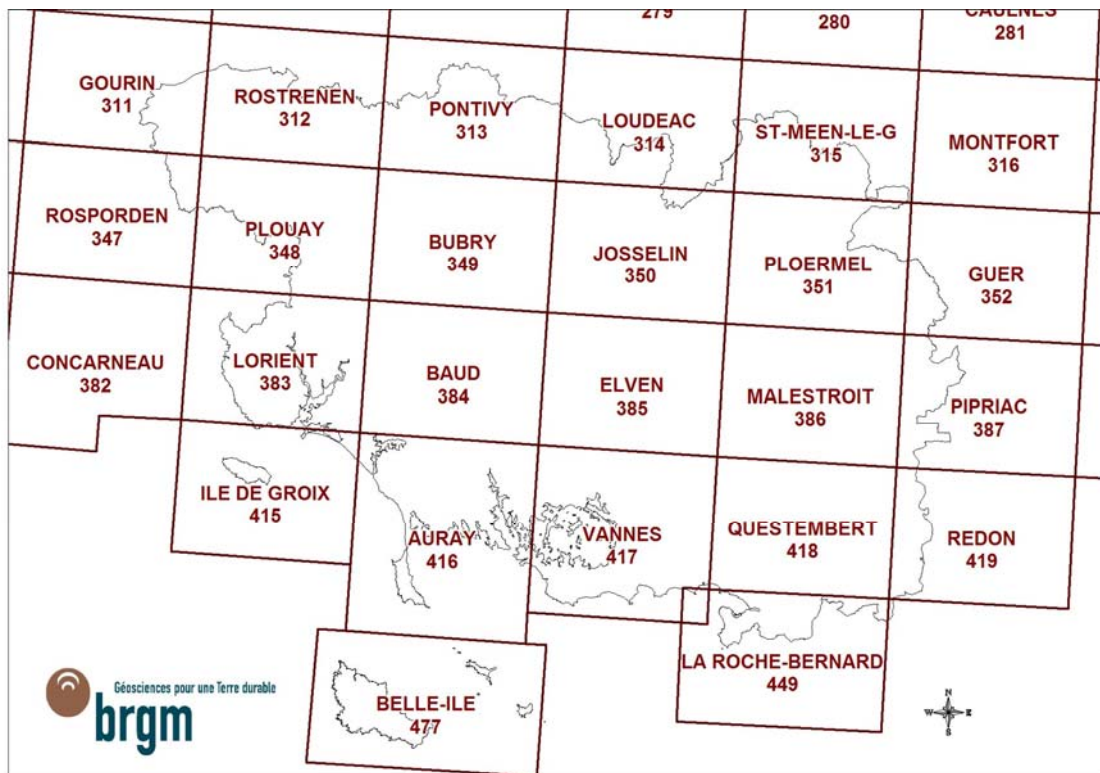 279
280
CAULNES
281
GOURIN
311
ROSTRENEN
312
PONTIVY
313
LOUDEAC
314
ST-MEEN-LE-G
315
MONTFORT
316
ROSPORDEN
347
PLOUAY
348
BUBRY
349
JOSSELIN
350
PLOERMEL
351
GUER
352
CONCARNEAU
382
LORIENT
383
BAUD
384
ELVEN
385
MALESTROIT
386
PIPRIAC
387
ILE DE GROIX
415
AURAY
416
VANNES
417
QUESTEMBERT
418
REDON
419
LA ROCHE-BERNARD
449
BELLE-ILE
477
Géosciences pour une Terre durable
brgm
N
W E
S